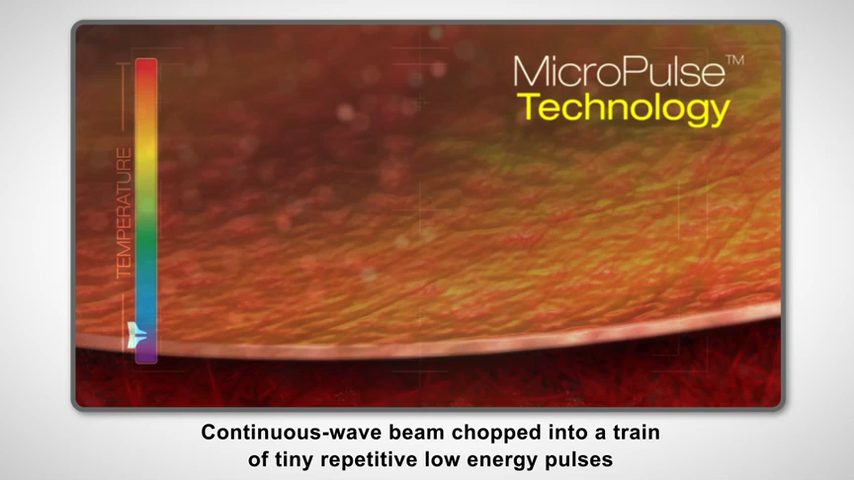 MicroPulse™
Technology
TEMPERATURE
Continuous-wave beam chopped into a train
of tiny repetitive low energy pulses